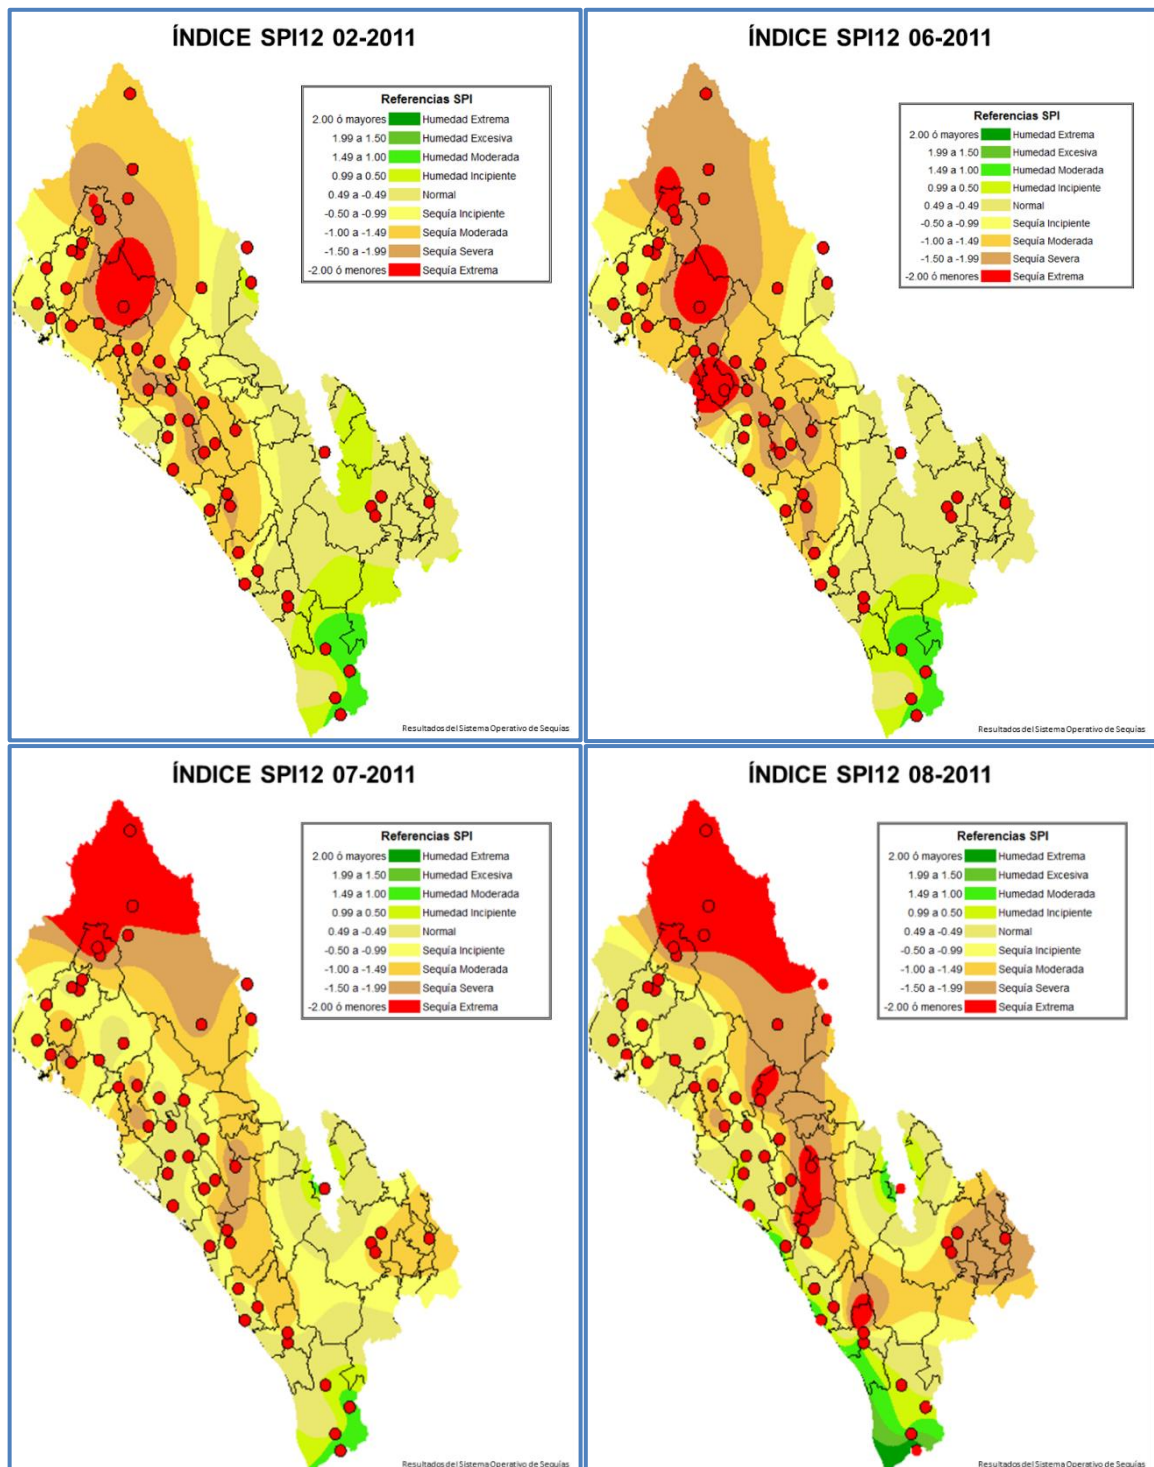 ÍNDICE SPI12 02-2011
Referencias SPI
2.00 ó mayores Humedad Extrema
1.99 a 1.50 Humedad Excesiva
1.49 a 1.00 Humedad Moderada
0.99 a 0.50 Humedad Incipiente
0.49 a -0.49 Normal
-0.50 a -0.99 Sequía Incipiente
-1.00 a -1.49 Sequía Moderada
-1.50 a -1.99 Sequía Severa
-2.00 ó menores Sequía Extrema
Resultados del Sistema Operativo de Sequías
ÍNDICE SPI12 06-2011
Referencias SPI
2.00 ó mayores Humedad Extrema
1.99 a 1.50 Humedad Excesiva
1.49 a 1.00 Humedad Moderada
0.99 a 0.50 Humedad Incipiente
0.49 a -0.49 Normal
-0.50 a -0.99 Sequía Incipiente
-1.00 a -1.49 Sequía Moderada
-1.50 a -1.99 Sequía Severa
-2.00 ó menores Sequía Extrema
Resultados del Sistema Operativo de Sequías
ÍNDICE SPI12 07-2011
Referencias SPI
2.00 ó mayores Humedad Extrema
1.99 a 1.50 Humedad Excesiva
1.49 a 1.00 Humedad Moderada
0.99 a 0.50 Humedad Incipiente
0.49 a -0.49 Normal
-0.50 a -0.99 Sequía Incipiente
-1.00 a -1.49 Sequía Moderada
-1.50 a -1.99 Sequía Severa
-2.00 ó menores Sequía Extrema
Resultados del Sistema Operativo de Sequías
ÍNDICE SPI12 08-2011
Referencias SPI
2.00 ó mayores Humedad Extrema
1.99 a 1.50 Humedad Excesiva
1.49 a 1.00 Humedad Moderada
0.99 a 0.50 Humedad Incipiente
0.49 a -0.49 Normal
-0.50 a -0.99 Sequía Incipiente
-1.00 a -1.49 Sequía Moderada
-1.50 a -1.99 Sequía Severa
-2.00 ó menores Sequía Extrema
Resultados del Sistema Operativo de Sequías